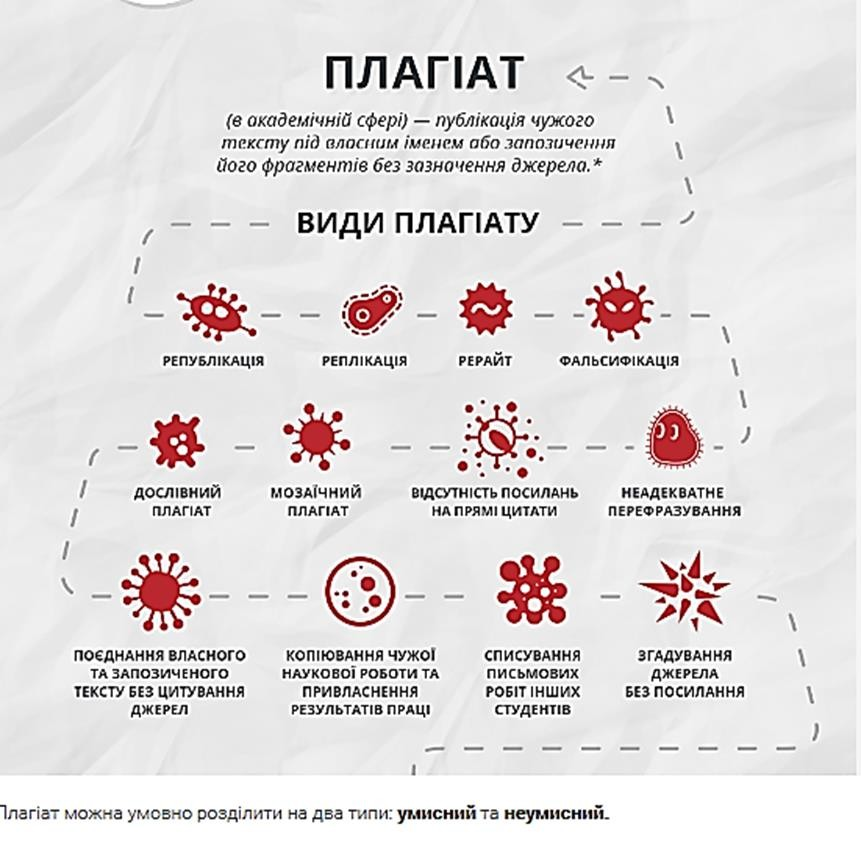 ПЛАГІАТ
(в академічній сфері) — публікація чужого
тексту під власним іменем або запозичення
його фрагментів без зазначення джерела.*
ВИДИ ПЛАГІАТУ
РЕПУБЛІКАЦІЯ РЕПЛІКАЦІЯ РЕРАЙТ ФАЛЬСИФІКАЦІЯ
ДОСЛІВНИЙ
ПЛАГІАТ
МОЗАЇЧНИЙ
ПЛАГІАТ
ВІДСУТНІСТЬ ПОСИЛАНЬ
НА ПРЯМІ ЦИТАТИ
НЕАДЕКВАТНЕ
ПЕРЕФРАЗУВАННЯ
ПОЄДНАННЯ ВЛАСНОГО
ТА ЗАПОЗИЧЕНОГО
ТЕКСТУ БЕЗ ЦИТУВАННЯ
ДЖЕРЕЛ
КОПІЮВАННЯ ЧУЖОЇ
НАУКОВОЇ РОБОТИ ТА
ПРИВЛАСНЕННЯ
РЕЗУЛЬТАТІВ ПРАЦІ
СПИСУВАННЯ
ПИСЬМОВИХ
РОБІТ ІНШИХ
СТУДЕНТІВ
ЗГАДУВАННЯ
ДЖЕРЕЛА
БЕЗ ПОСИЛАННЯ
Плагіат можна умовно розділити на два типи: умисний та неумисний.